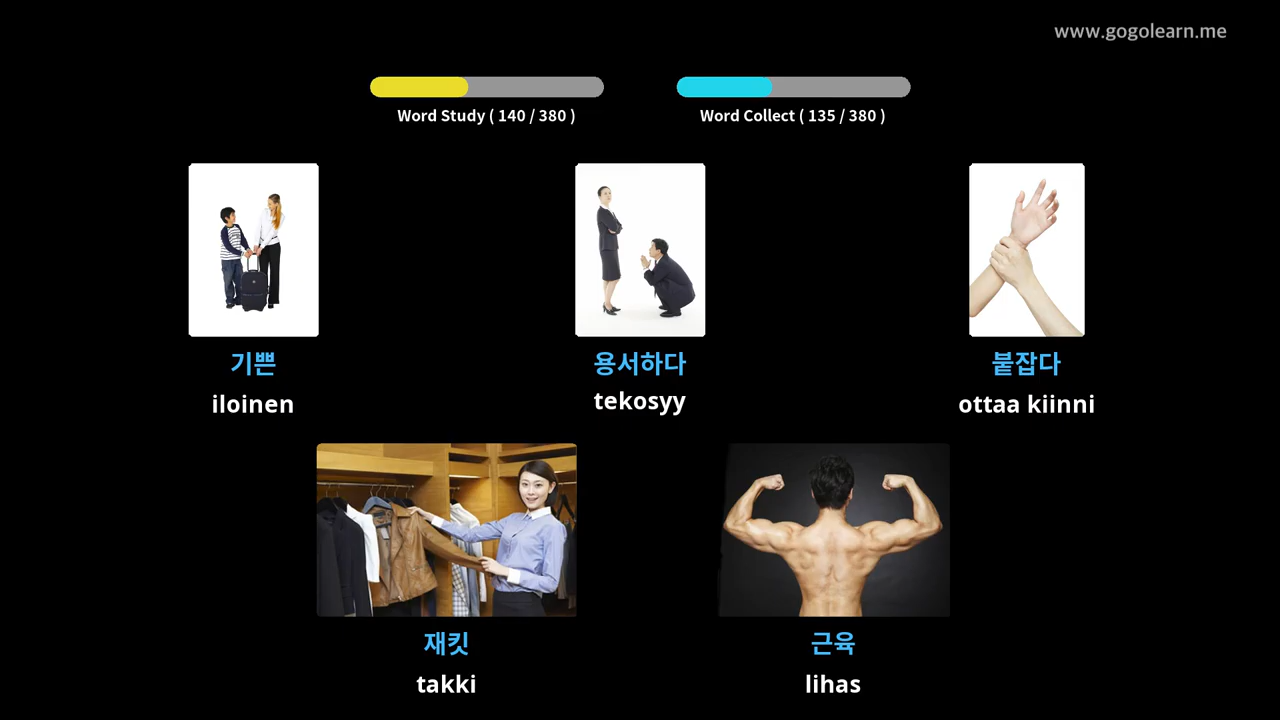 www.gogolearn.me
Word Study ( 140 / 380 )
Word Collect ( 135 / 380 )
기쁜
iloinen
용서하다
tekosyy
붙잡다
ottaa kiinni
재킷
takki
근육
lihas